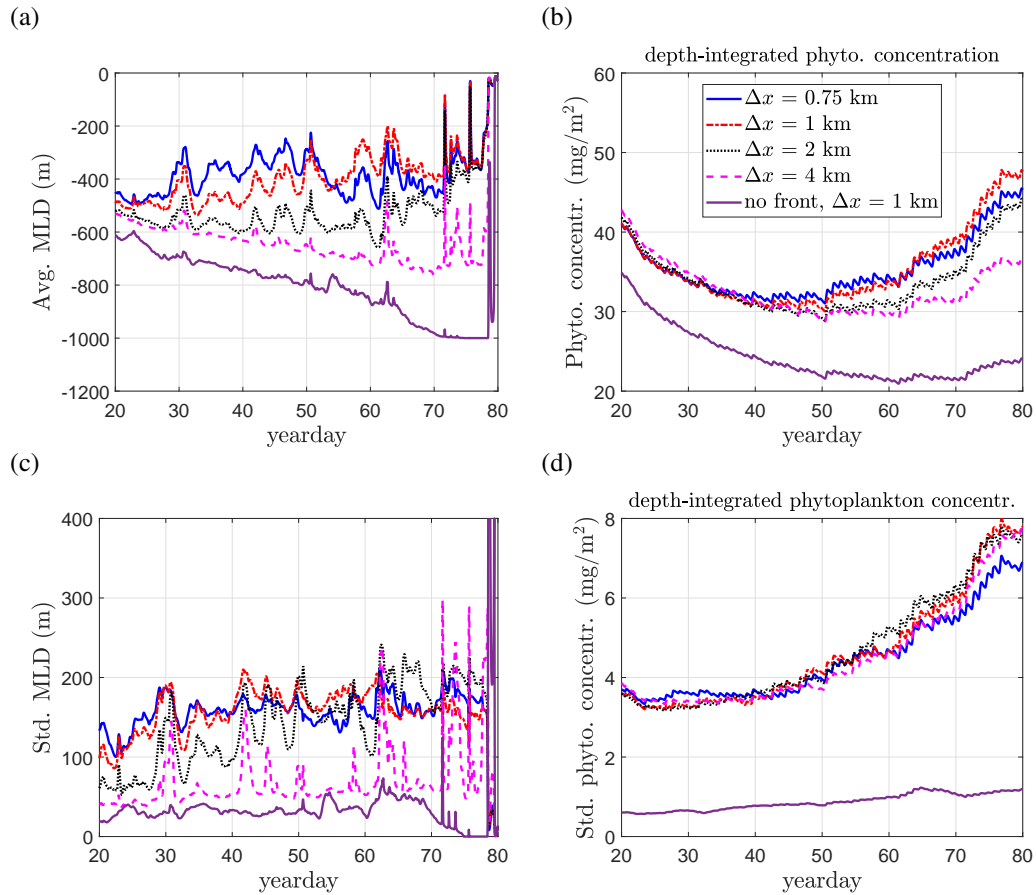 (a)
0
-200
-400
-600
-800
-1000
-1200
Avg. MLD (m)
20 30 40 50 60 70 80
yearday
(b)
depth-integrated phyto. concentration
60
50
40
30
20
Phyto. concentr. (mg/m²)
Δx = 0.75 km
Δx = 1 km
Δx = 2 km
Δx = 4 km
no front, Δx = 1 km
20 30 40 50 60 70 80
yearday
(c)
400
300
200
100
0
Std. MLD (m)
20 30 40 50 60 70 80
yearday
(d)
depth-integrated phytoplankton concentr.
8
6
4
2
0
Std. phyto. concentr. (mg/m²)
20 30 40 50 60 70 80
yearday